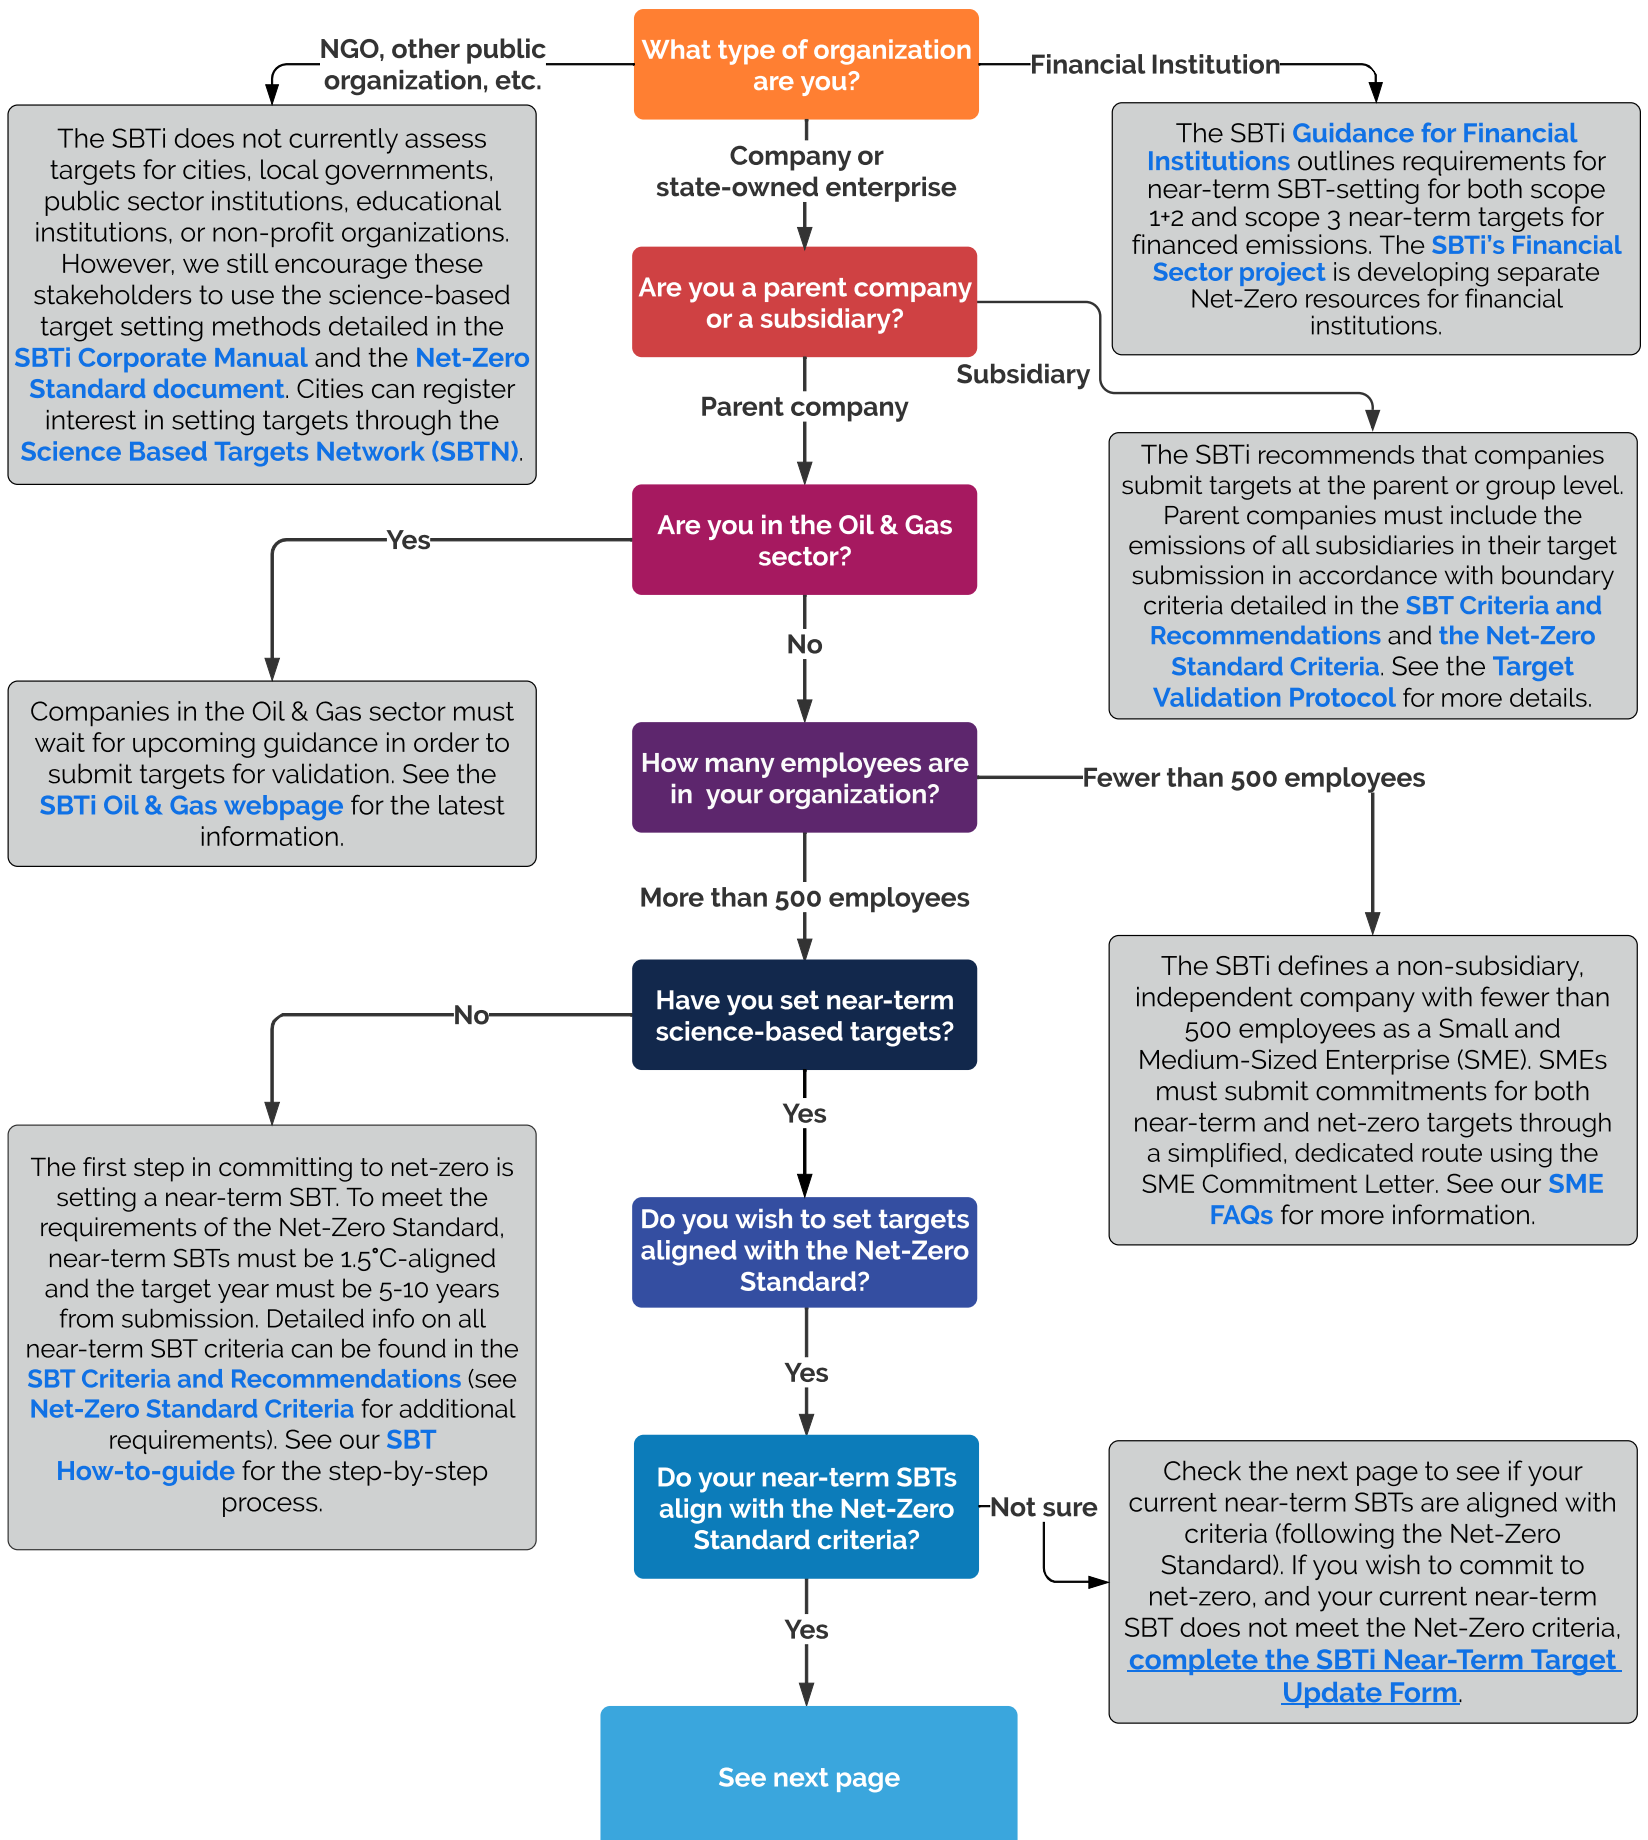 What type of organization
are you?
NGO, other public
organization, etc.
Financial Institution
The SBTi does not currently assess
targets for cities, local governments,
public sector institutions, educational
institutions, or non-profit organizations.
However, we still encourage these
stakeholders to use the science-based
target setting methods detailed in the
SBTi Corporate Manual and the Net-Zero
Standard document. Cities can register
interest in setting targets through the
Science Based Targets Network (SBTN).
The SBTi Guidance for Financial
Institutions outlines requirements for
near-term SBT-setting for both scope
1+2 and scope 3 near-term targets for
financed emissions. The SBTi's Financial
Sector project is developing separate
Net-Zero resources for financial
institutions.
Company or
state-owned enterprise
Are you a parent company
or a subsidiary?
Subsidiary
The SBTi recommends that companies
submit targets at the parent or group level.
Parent companies must include the
emissions of all subsidiaries in their target
submission in accordance with boundary
criteria detailed in the SBT Criteria and
Recommendations and the Net-Zero
Standard Criteria. See the Target
Validation Protocol for more details.
Parent company
Are you in the Oil & Gas
sector?
Yes
Companies in the Oil & Gas sector must
wait for upcoming guidance in order to
submit targets for validation. See the
SBTi Oil & Gas webpage for the latest
information.
No
How many employees are
in  your organization?
Fewer than 500 employees
The SBTi defines a non-subsidiary,
independent company with fewer than
500 employees as a Small and
Medium-Sized Enterprise (SME). SMEs
must submit commitments for both
near-term and net-zero targets through
a simplified, dedicated route using the
SME Commitment Letter. See our SME
FAQs for more information.
More than 500 employees
Have you set near-term
science-based targets?
No
The first step in committing to net-zero is
setting a near-term SBT. To meet the
requirements of the Net-Zero Standard,
near-term SBTs must be 1.5°C-aligned
and the target year must be 5-10 years
from submission. Detailed info on all
near-term SBT criteria can be found in the
SBT Criteria and Recommendations (see
Net-Zero Standard Criteria for additional
requirements). See our SBT
How-to-guide for the step-by-step
process.
Yes
Do you wish to set targets
aligned with the Net-Zero
Standard?
Yes
Do your near-term SBTs
align with the Net-Zero
Standard criteria?
Not sure
Check the next page to see if your
current near-term SBTs are aligned with
criteria (following the Net-Zero
Standard). If you wish to commit to
net-zero, and your current near-term
SBT does not meet the Net-Zero criteria,
complete the SBTi Near-Term Target
Update Form.
Yes
See next page